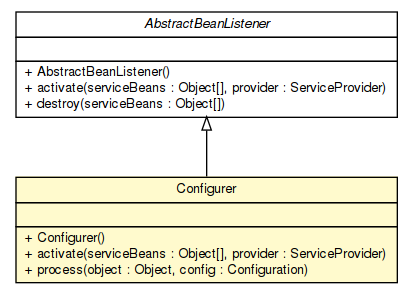 AbstractBeanListener
+ AbstractBeanListener()
+ activate(serviceBeans : Object[], provider : ServiceProvider)
+ destroy(serviceBeans : Object[])
Configurer
+ Configurer()
+ activate(serviceBeans : Object[], provider : ServiceProvider)
+ process(object : Object, config : Configuration)